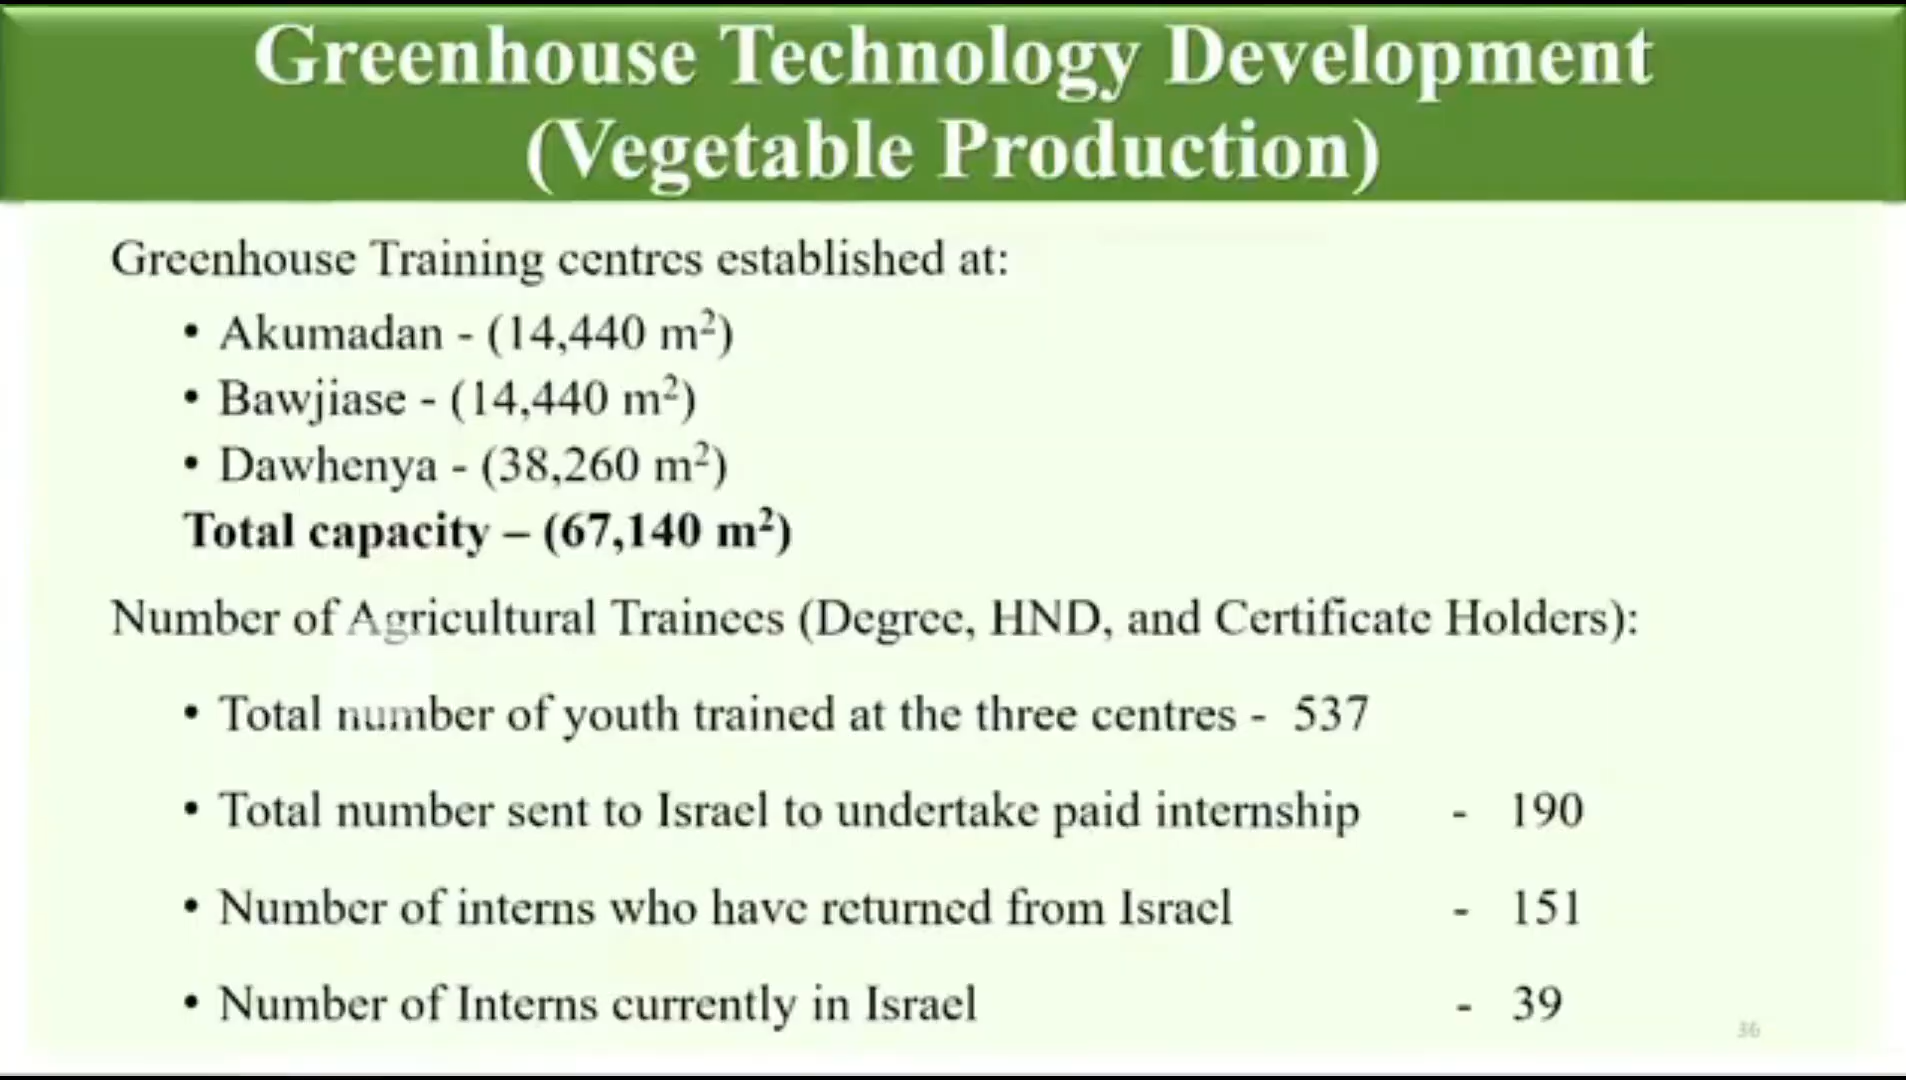 Greenhouse Technology Development
(Vegetable Production)
Greenhouse Training centres established at:
• Akumadan - (14,440 m²)
• Bawjiase - (14,440 m²)
• Dawhenya - (38,260 m²)
Total capacity – (67,140 m²)
Number of Agricultural Trainees (Degree, HND, and Certificate Holders):
• Total number of youth trained at the three centres - 537
• Total number sent to Israel to undertake paid internship - 190
• Number of interns who have returned from Israel - 151
• Number of Interns currently in Israel - 39
36